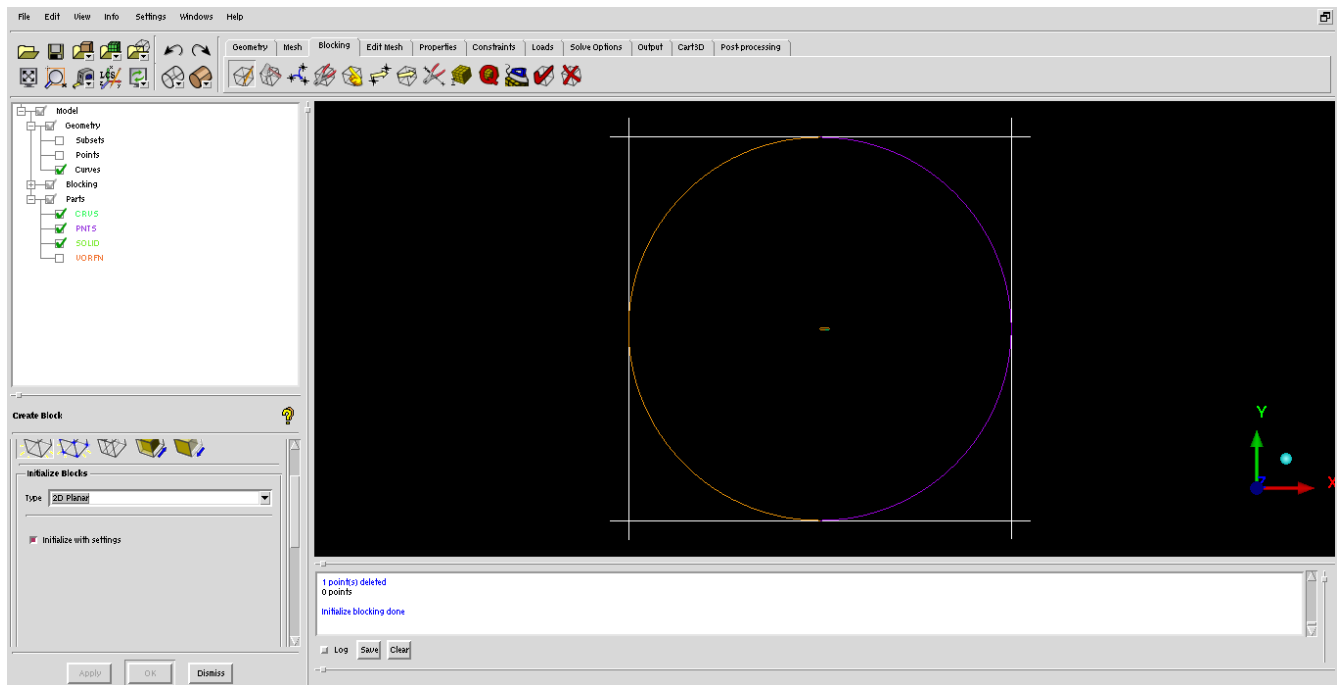 File Edit View Info Settings Windows Help
Geometry Mesh Blocking Edit Mesh Properties Constraints Loads Solve Options Output Cart3D Post-processing
LCS
Model
Geometry
Subsets
Points
Curves
Blocking
Parts
CRVS
PNTS
SOLID
VORFN
Create Block
Initialize Blocks
Type 2D Planar
Initialize with settings
Apply OK Dismiss
Y
Z
X
1 point(s) deleted
0 points
Initialize blocking done
Log Save Clear